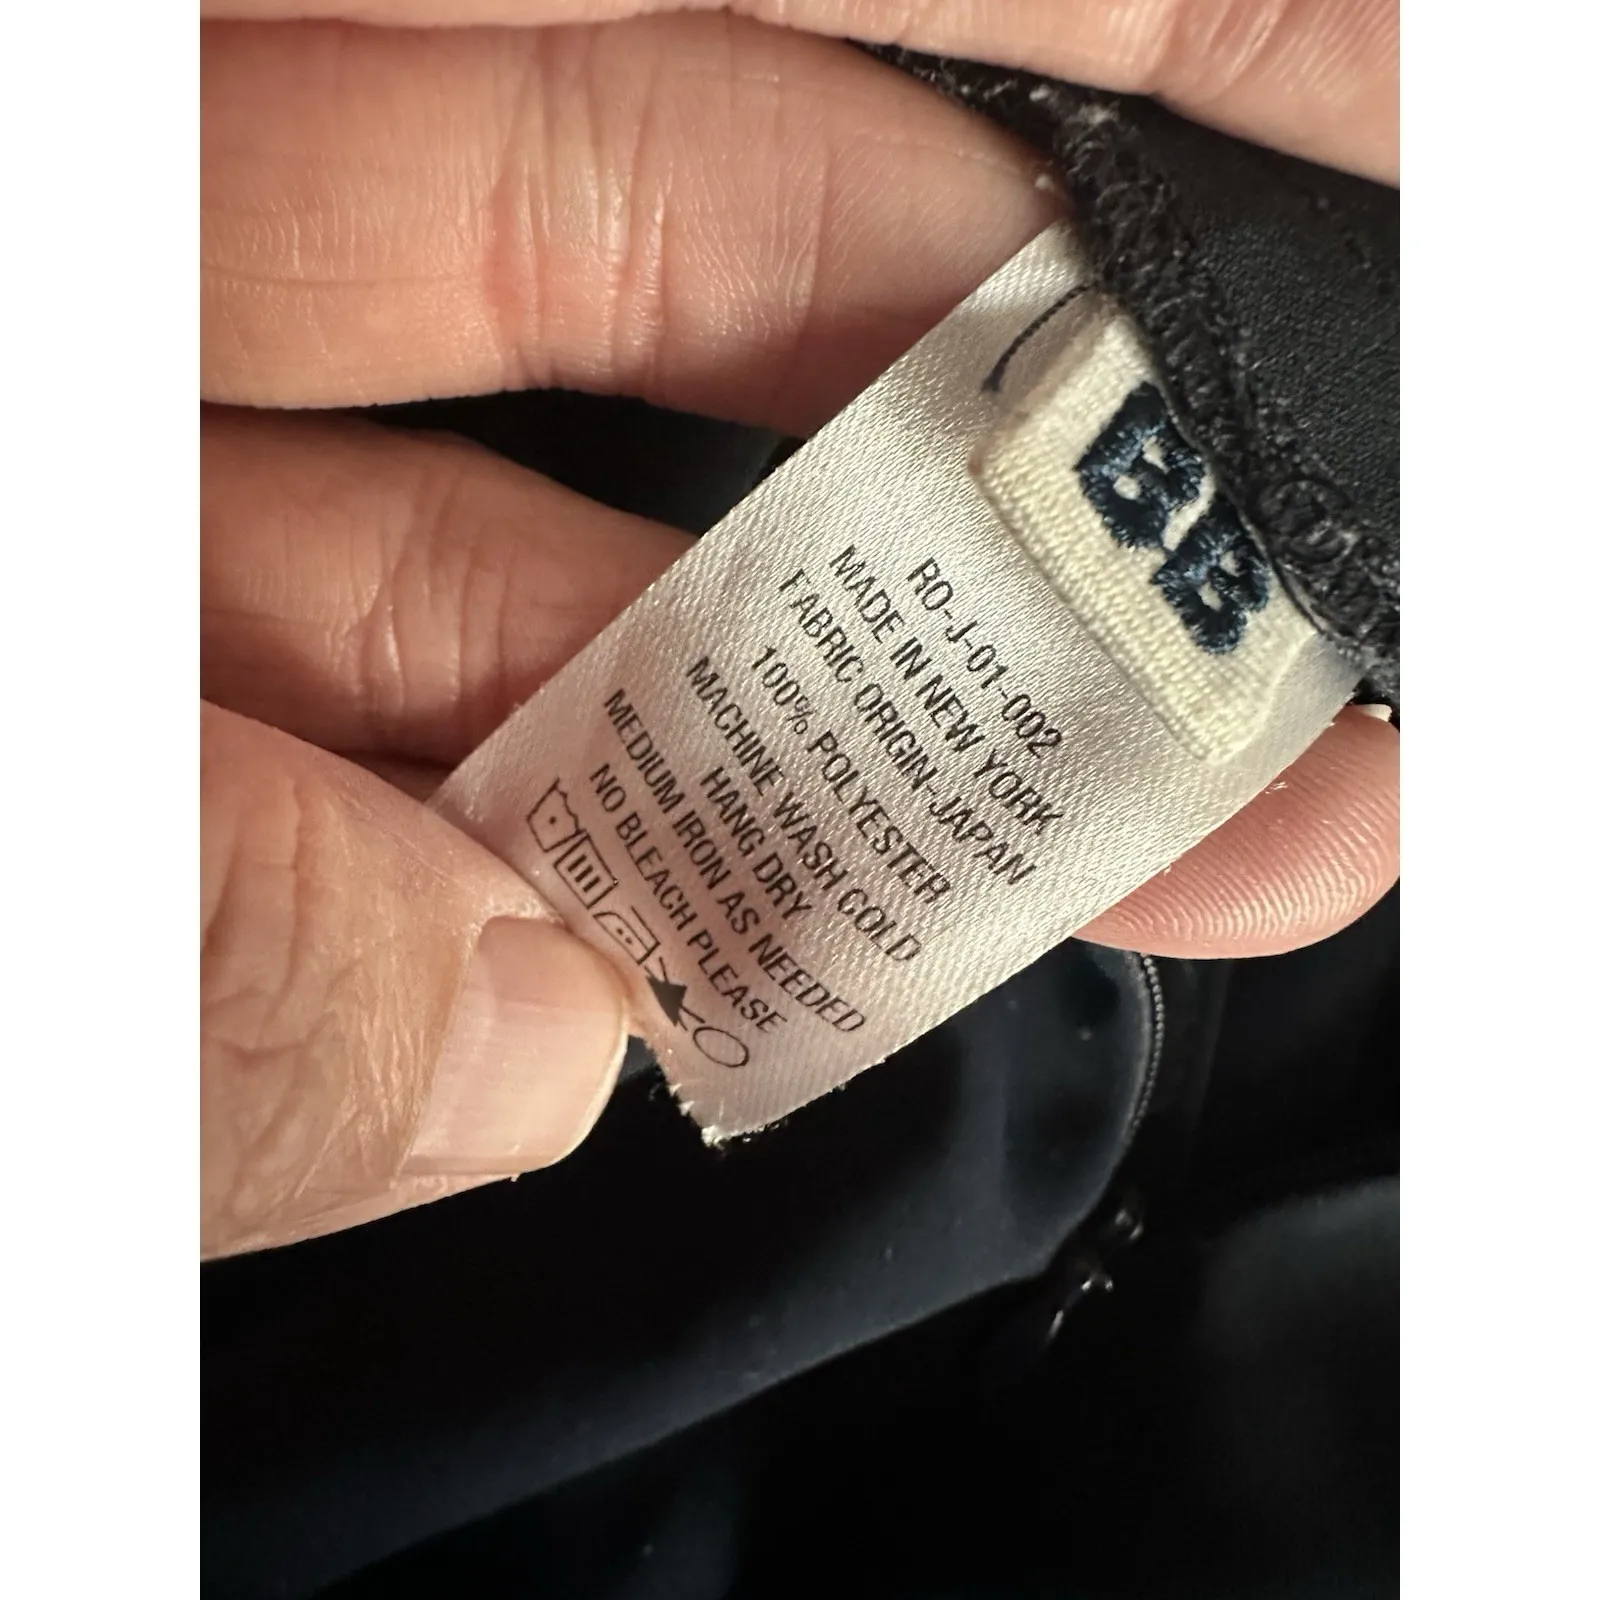 8
RO-J-01-002
MADE IN NEW YORK
FABRIC ORIGIN-JAPAN
100% POLYESTER
MACHINE WASH COLD
HANG DRY
MEDIUM IRON AS NEEDED
NO BLEACH PLEASE